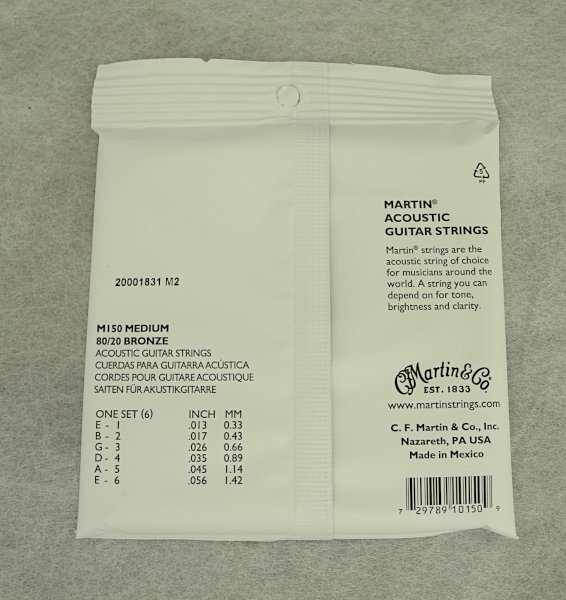 5
PP
MARTIN®
ACOUSTIC
GUITAR STRINGS
Martin® strings are the
acoustic string of choice
for musicians around the
world. A string you can
depend on for tone,
brightness and clarity.
20001831 M2
M150 MEDIUM
80/20 BRONZE
ACOUSTIC GUITAR STRINGS
CUERDAS PARA GUITARRA ACÚSTICA
CORDES POUR GUITARE ACOUSTIQUE
SAITEN FÜR AKUSTIKGITARRE
ONE SET (6) INCH MM
E - 1 .013 0.33
B - 2 .017 0.43
G - 3 .026 0.66
D - 4 .035 0.89
A - 5 .045 1.14
E - 6 .056 1.42
CF Martin & Co.
EST. 1833
www.martinstrings.com
C. F. Martin & Co., Inc.
Nazareth, PA USA
Made in Mexico
7 29789 10150 9